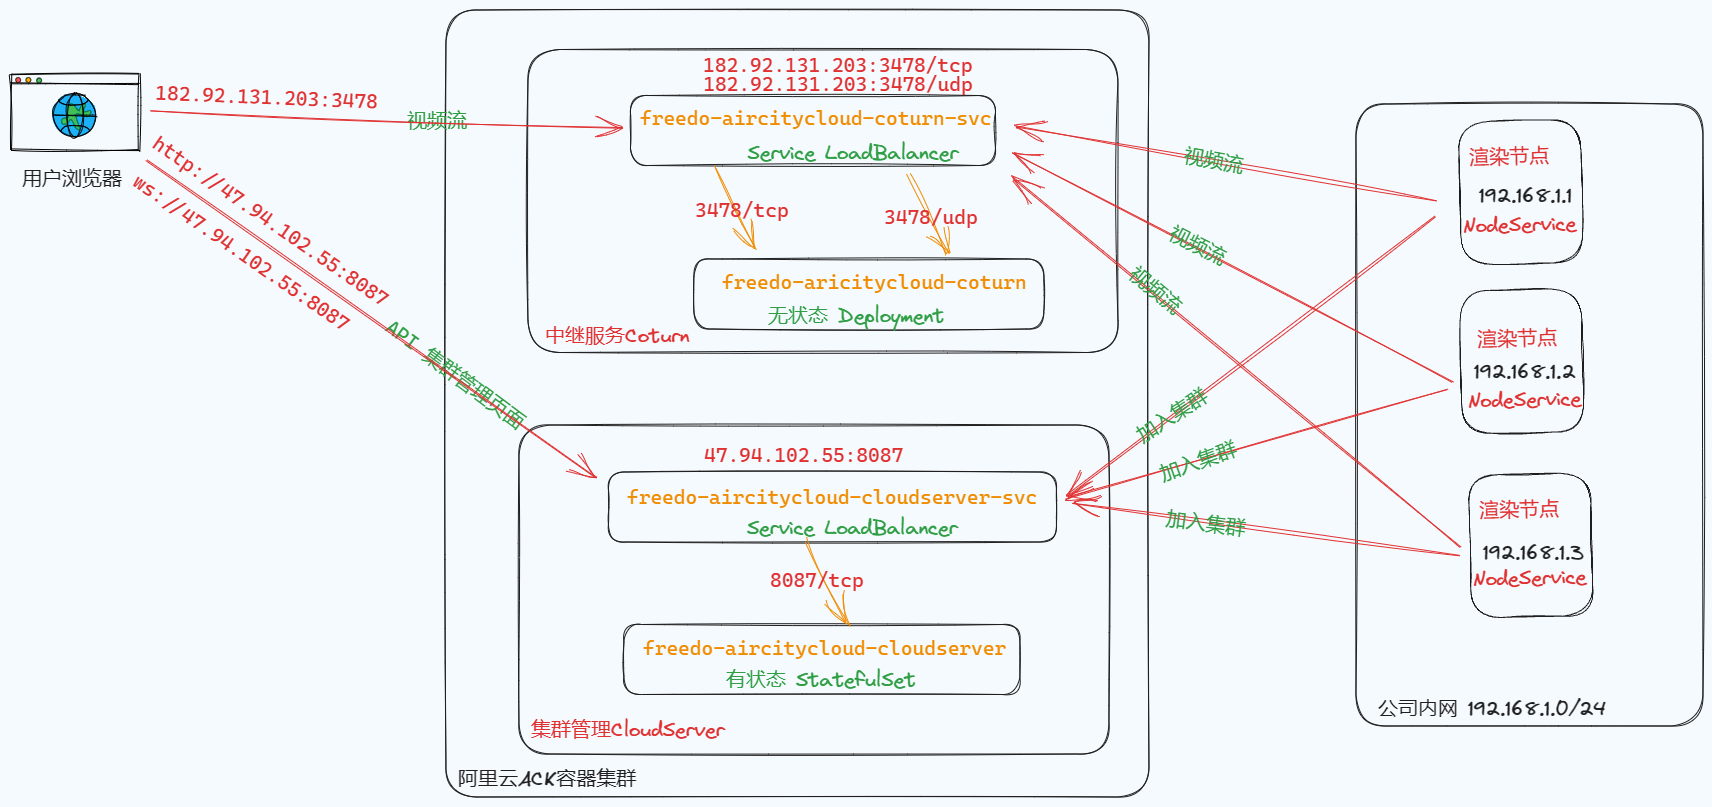 用户浏览器
182.92.131.203:3478
视频流
http://47.94.102.55:8087
ws://47.94.102.55:8087
API 集群管理页面
182.92.131.203:3478/tcp
182.92.131.203:3478/udp
freedo-aircitycloud-coturn-svc
Service LoadBalancer
3478/tcp
3478/udp
freedo-aricitycloud-coturn
无状态 Deployment
中继服务Coturn
47.94.102.55:8087
freedo-aircitycloud-cloudserver-svc
Service LoadBalancer
8087/tcp
freedo-aircitycloud-cloudserver
有状态 StatefulSet
集群管理CloudServer
阿里云ACK容器集群
视频流
视频流
视频流
加入集群
加入集群
加入集群
渲染节点
192.168.1.1
NodeService
渲染节点
192.168.1.2
NodeService
渲染节点
192.168.1.3
NodeService
公司内网 192.168.1.0/24